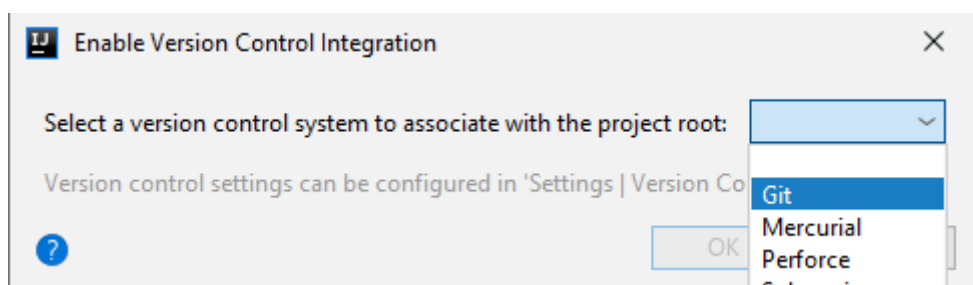 IJ Enable Version Control Integration
Select a version control system to associate with the project root:
Version control settings can be configured in 'Settings | Version Co
Git
Mercurial
? OK Perforce